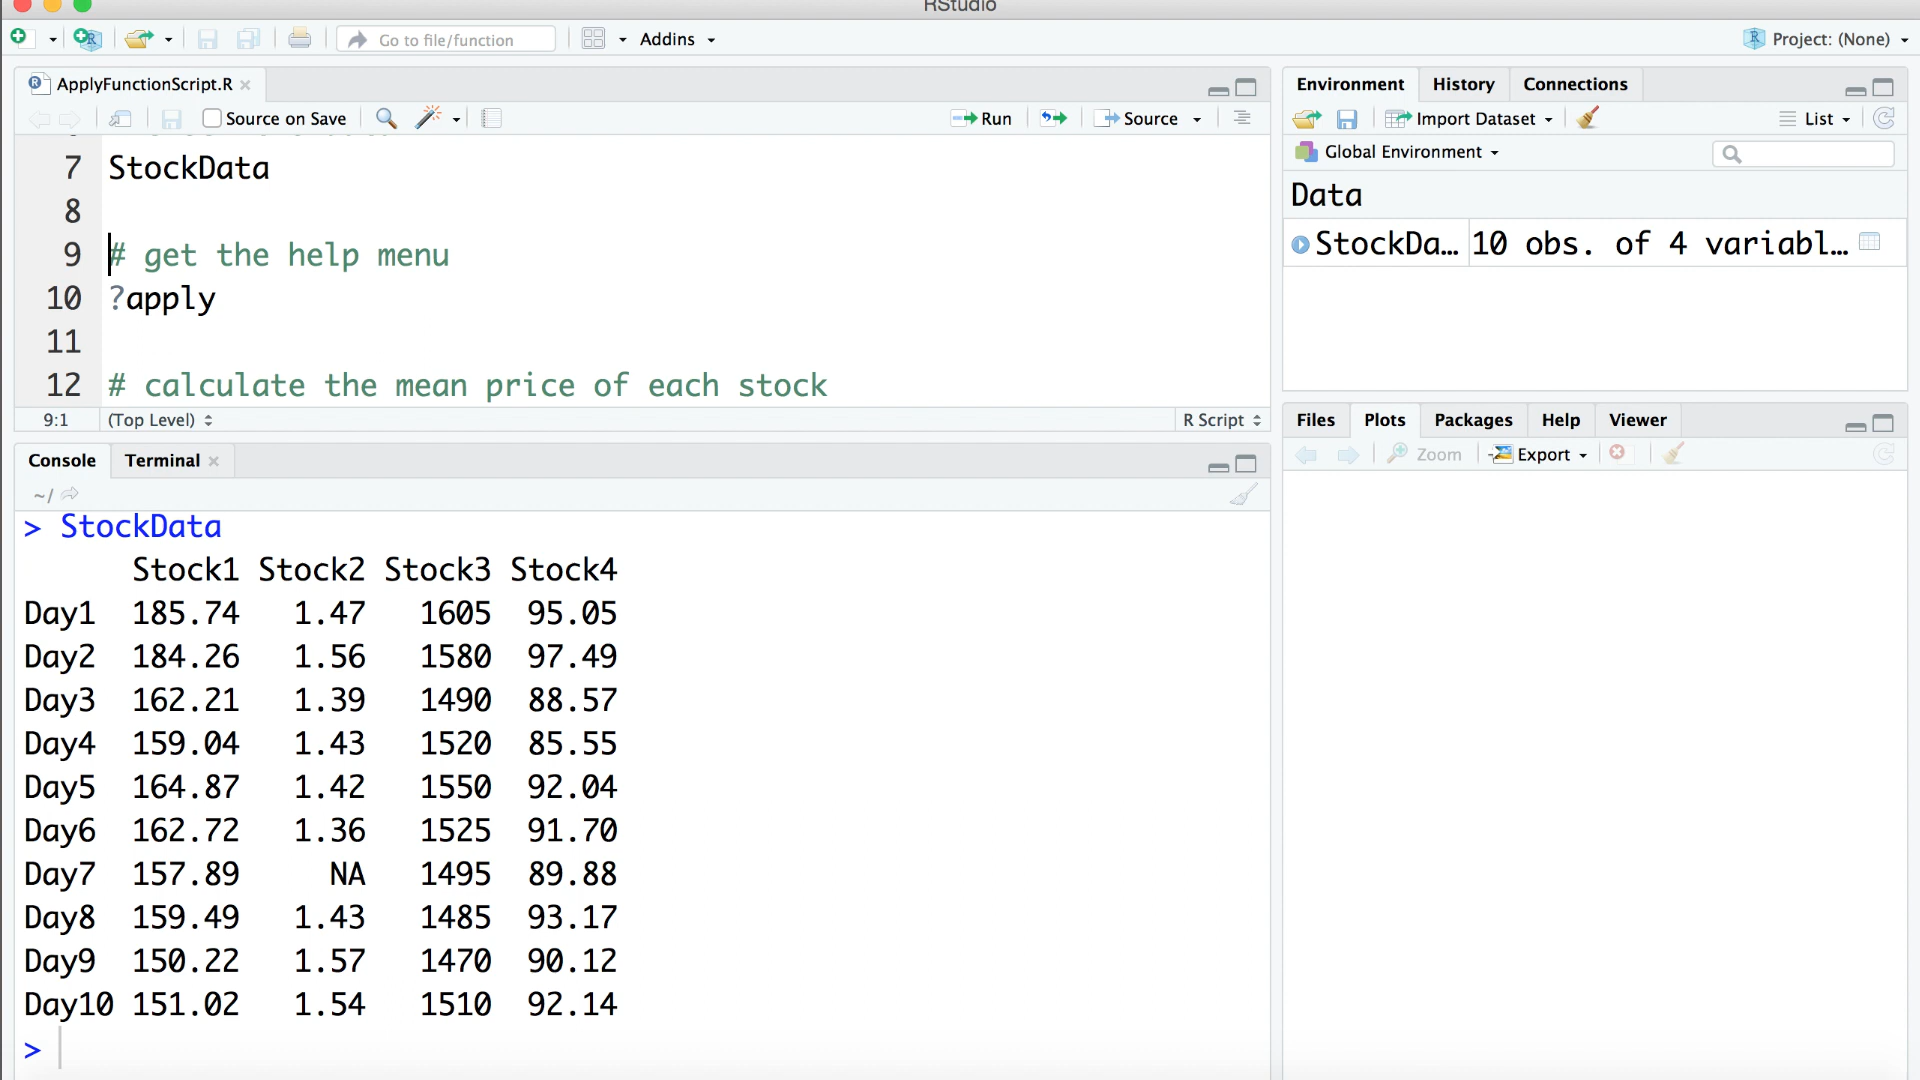 RStudio
Go to file/function
Addins
Project: (None)
ApplyFunctionScript.R
Source on Save
Run
Source
7 StockData
8
9 # get the help menu
10 ?apply
11
12 # calculate the mean price of each stock
9:1 (Top Level) R Script
Console Terminal
~/
> StockData
Stock1 Stock2 Stock3 Stock4
Day1 185.74 1.47 1605 95.05
Day2 184.26 1.56 1580 97.49
Day3 162.21 1.39 1490 88.57
Day4 159.04 1.43 1520 85.55
Day5 164.87 1.42 1550 92.04
Day6 162.72 1.36 1525 91.70
Day7 157.89 NA 1495 89.88
Day8 159.49 1.43 1485 93.17
Day9 150.22 1.57 1470 90.12
Day10 151.02 1.54 1510 92.14
>
Environment History Connections
Import Dataset
List
Global Environment
Data
StockDa… 10 obs. of 4 variabl…
Files Plots Packages Help Viewer
Zoom Export